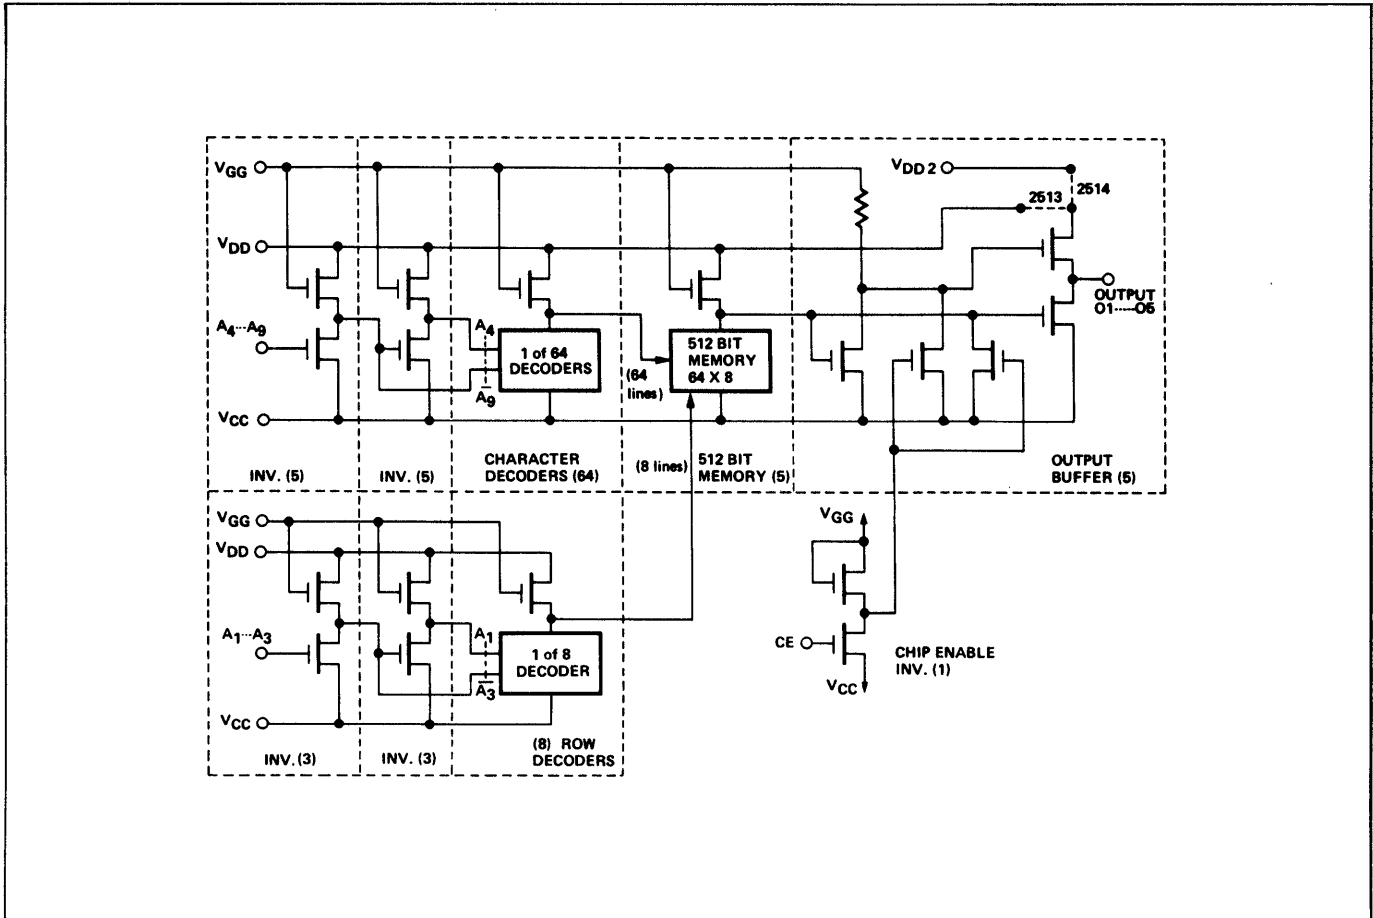 VGG
VDD 2
2514
2513
VDD
OUTPUT
O1-----O5
A4---A9
A4
A9
1 of 64
DECODERS
512 BIT
MEMORY
64 X 8
(64
lines)
VCC
INV. (5)
INV. (5)
CHARACTER
DECODERS (64)
(8 lines)
512 BIT
MEMORY (5)
OUTPUT
BUFFER (5)
VGG
VDD
VGG
A1---A3
A1
A3
1 of 8
DECODER
CE
CHIP ENABLE
INV. (1)
VCC
VCC
INV. (3)
INV. (3)
(8) ROW
DECODERS